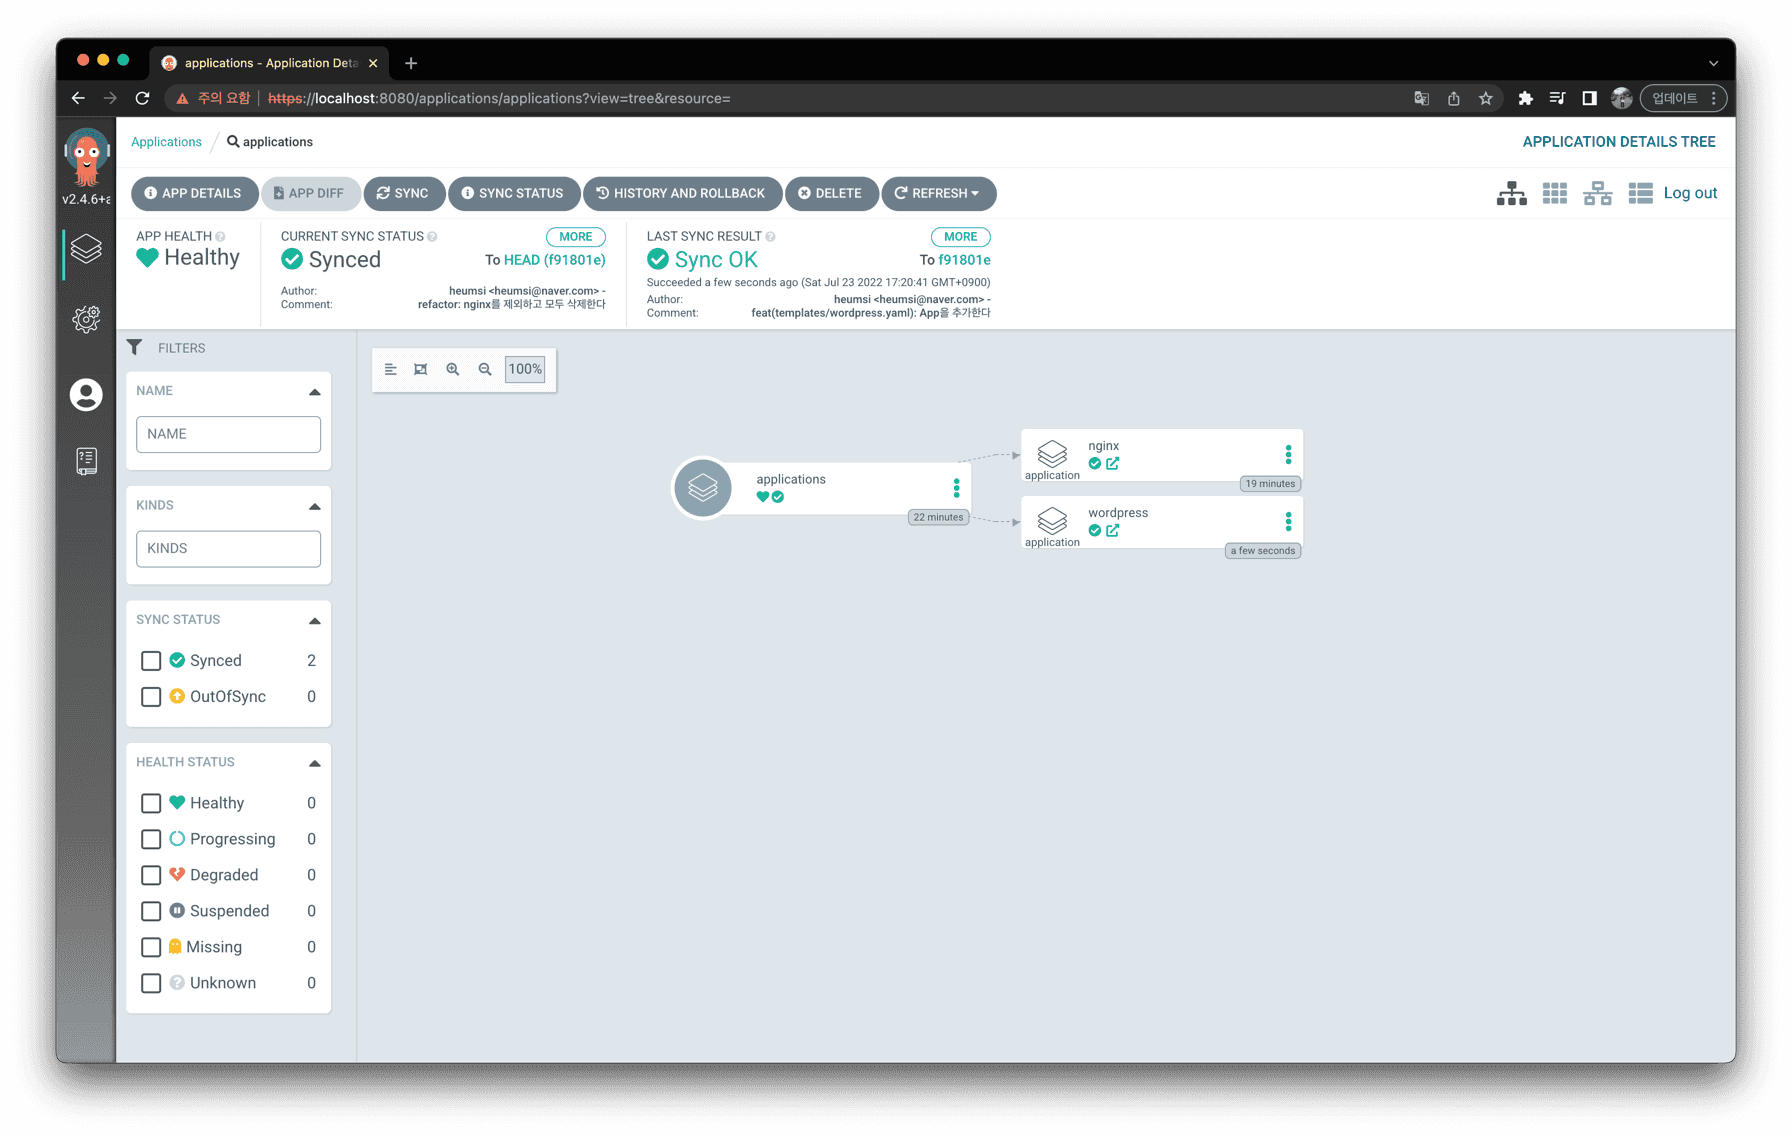 applications - Application Deta
주의 요함 | https://localhost:8080/applications/applications?view=tree&resource=
업데이트
v2.4.6+a
Applications / applications
APPLICATION DETAILS TREE
APP DETAILS
APP DIFF
SYNC
SYNC STATUS
HISTORY AND ROLLBACK
DELETE
REFRESH
Log out
APP HEALTH
Healthy
CURRENT SYNC STATUS
MORE
Synced
To HEAD (f91801e)
Author: heumsi <heumsi@naver.com> -
Comment: refactor: nginx를 제외하고 모두 삭제한다
LAST SYNC RESULT
MORE
Sync OK
To f91801e
Succeeded a few seconds ago (Sat Jul 23 2022 17:20:41 GMT+0900)
Author: heumsi <heumsi@naver.com> -
Comment: feat(templates/wordpress.yaml): App을 추가한다
FILTERS
NAME
NAME
KINDS
KINDS
SYNC STATUS
Synced 2
OutOfSync 0
HEALTH STATUS
Healthy 0
Progressing 0
Degraded 0
Suspended 0
Missing 0
Unknown 0
100%
applications
22 minutes
nginx
application
19 minutes
wordpress
application
a few seconds